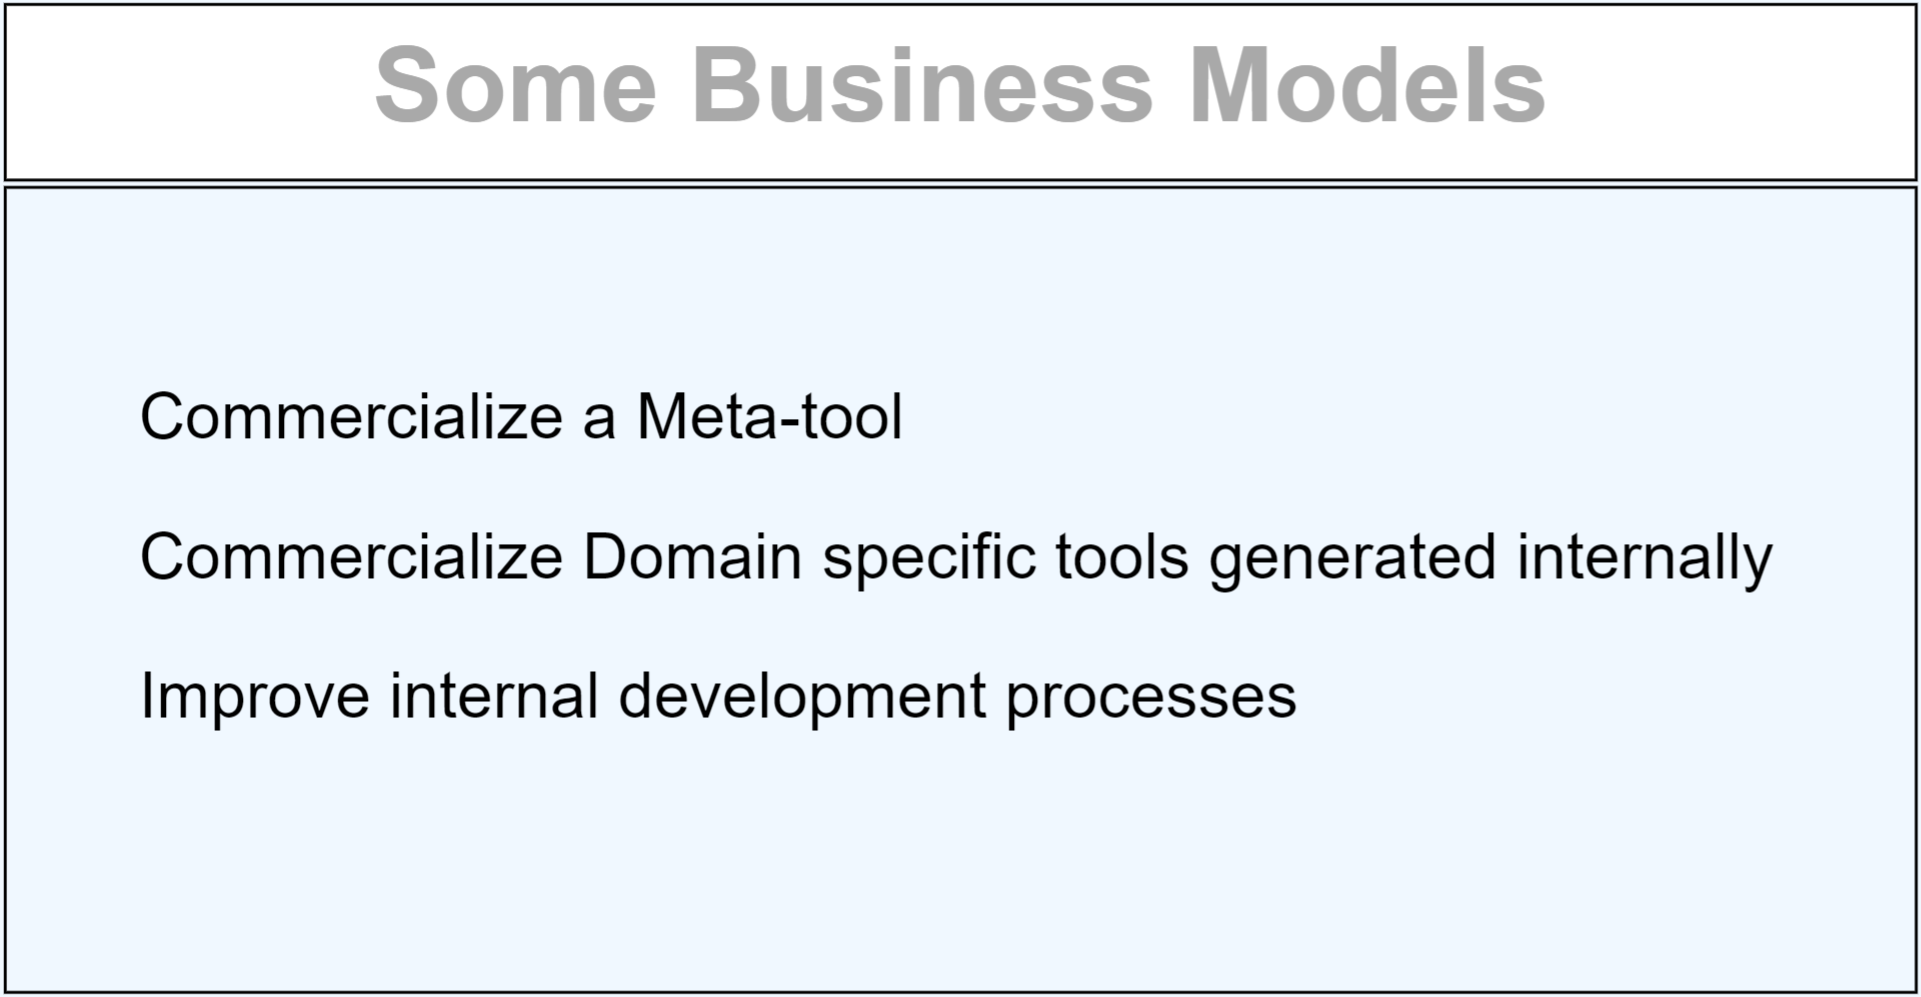 Some Business Models
Commercialize a Meta-tool
Commercialize Domain specific tools generated internally
Improve internal development processes